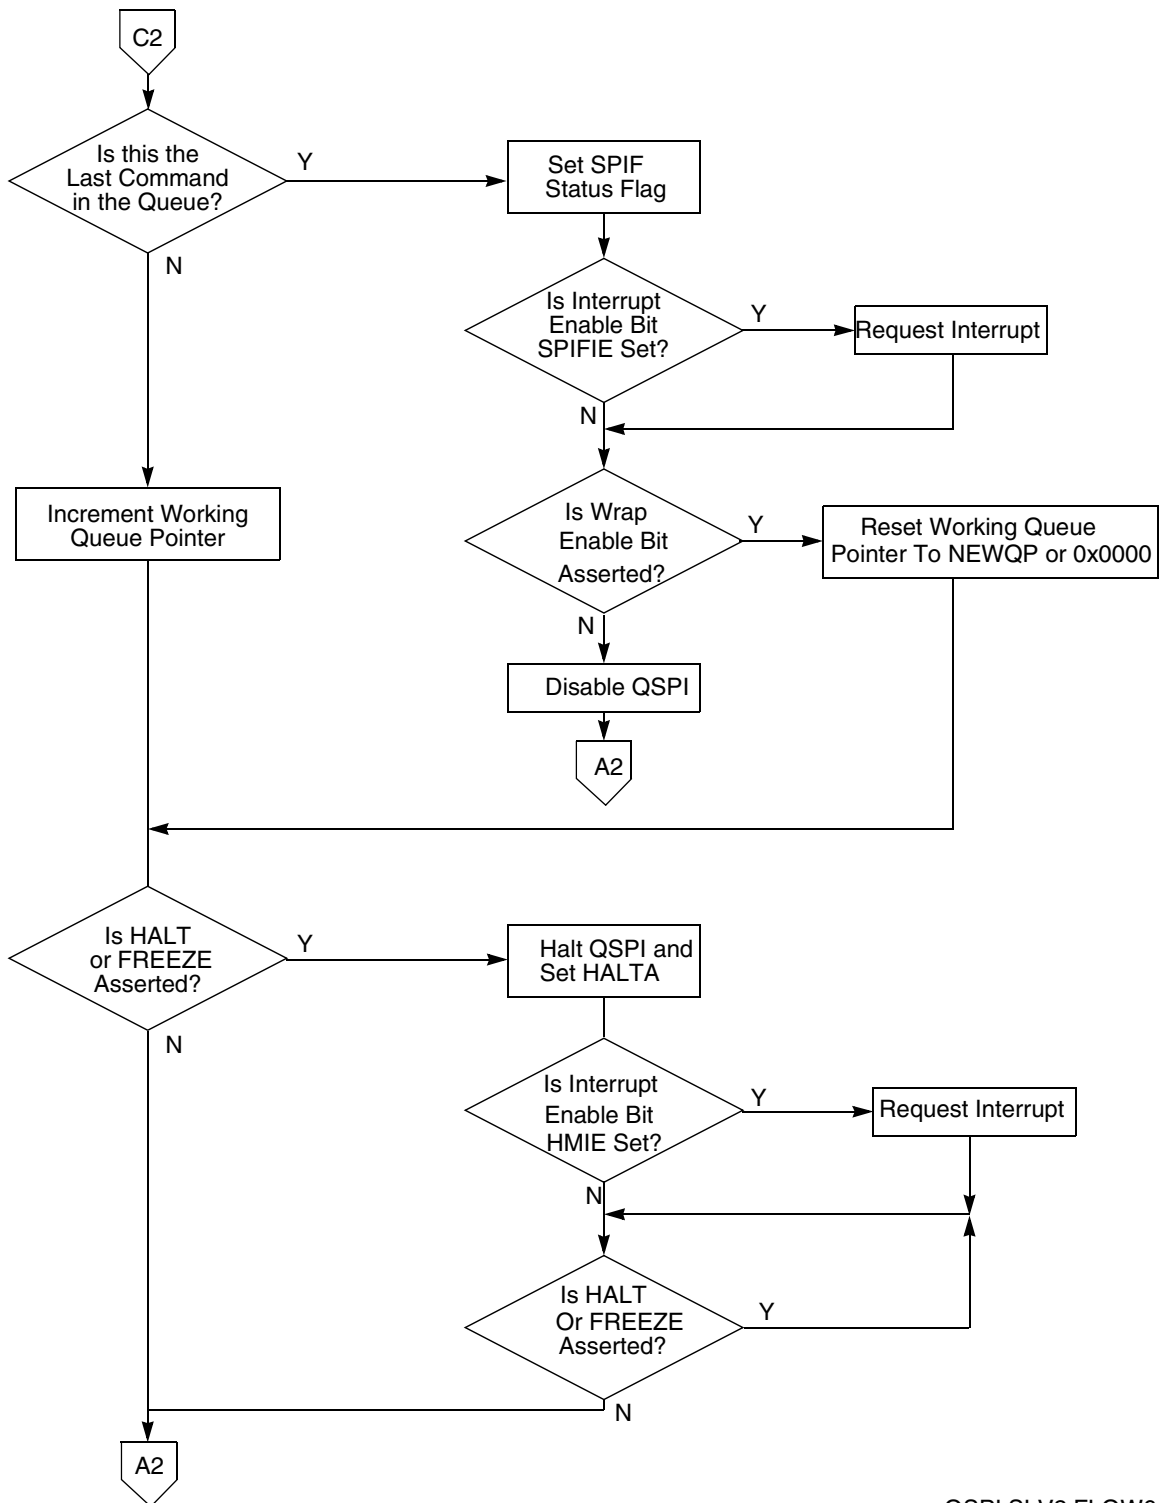 C2
Is this the
Last Command
in the Queue?
Y
N
Set SPIF
Status Flag
Is Interrupt
Enable Bit
SPIFIE Set?
Y
N
Request Interrupt
Increment Working
Queue Pointer
Is Wrap
Enable Bit
Asserted?
Y
N
Reset Working Queue
Pointer To NEWQP or 0x0000
Disable QSPI
A2
Is HALT
or FREEZE
Asserted?
Y
N
Halt QSPI and
Set HALTA
Is Interrupt
Enable Bit
HMIE Set?
Y
N
Request Interrupt
Is HALT
Or FREEZE
Asserted?
Y
N
A2